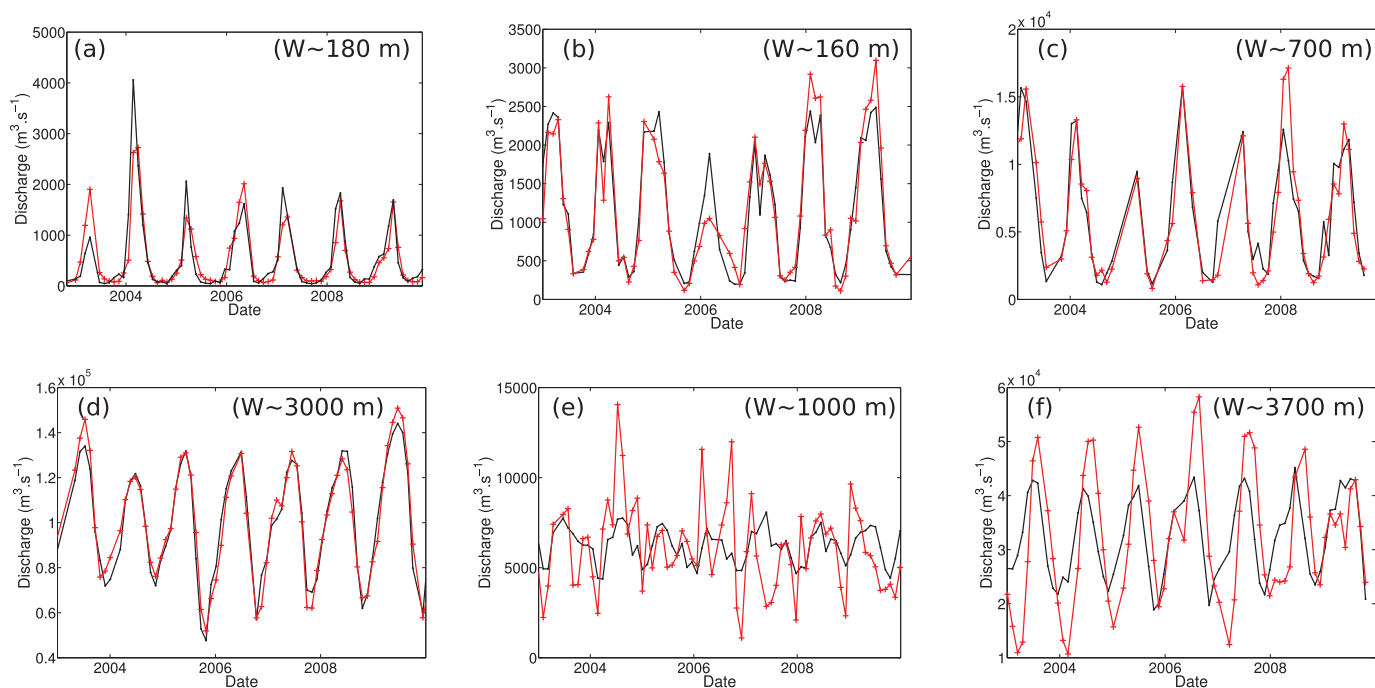 (a) (W~180 m)
5000
4000
3000
2000
1000
0
Discharge (m³.s⁻¹)
2004 2006 2008
Date
(b) (W~160 m)
3500
3000
2500
2000
1500
1000
500
0
Discharge (m³.s⁻¹)
2004 2006 2008
Date
(c) (W~700 m)
x 10⁴
2
1.5
1
0.5
0
Discharge (m³.s⁻¹)
2004 2006 2008
Date
(d) (W~3000 m)
x 10⁵
1.6
1.4
1.2
1
0.8
0.6
0.4
Discharge (m³.s⁻¹)
2004 2006 2008
Date
(e) (W~1000 m)
15000
10000
5000
0
Discharge (m³.s⁻¹)
2004 2006 2008
Date
(f) (W~3700 m)
x 10⁴
6
5
4
3
2
1
Discharge (m³.s⁻¹)
2004 2006 2008
Date